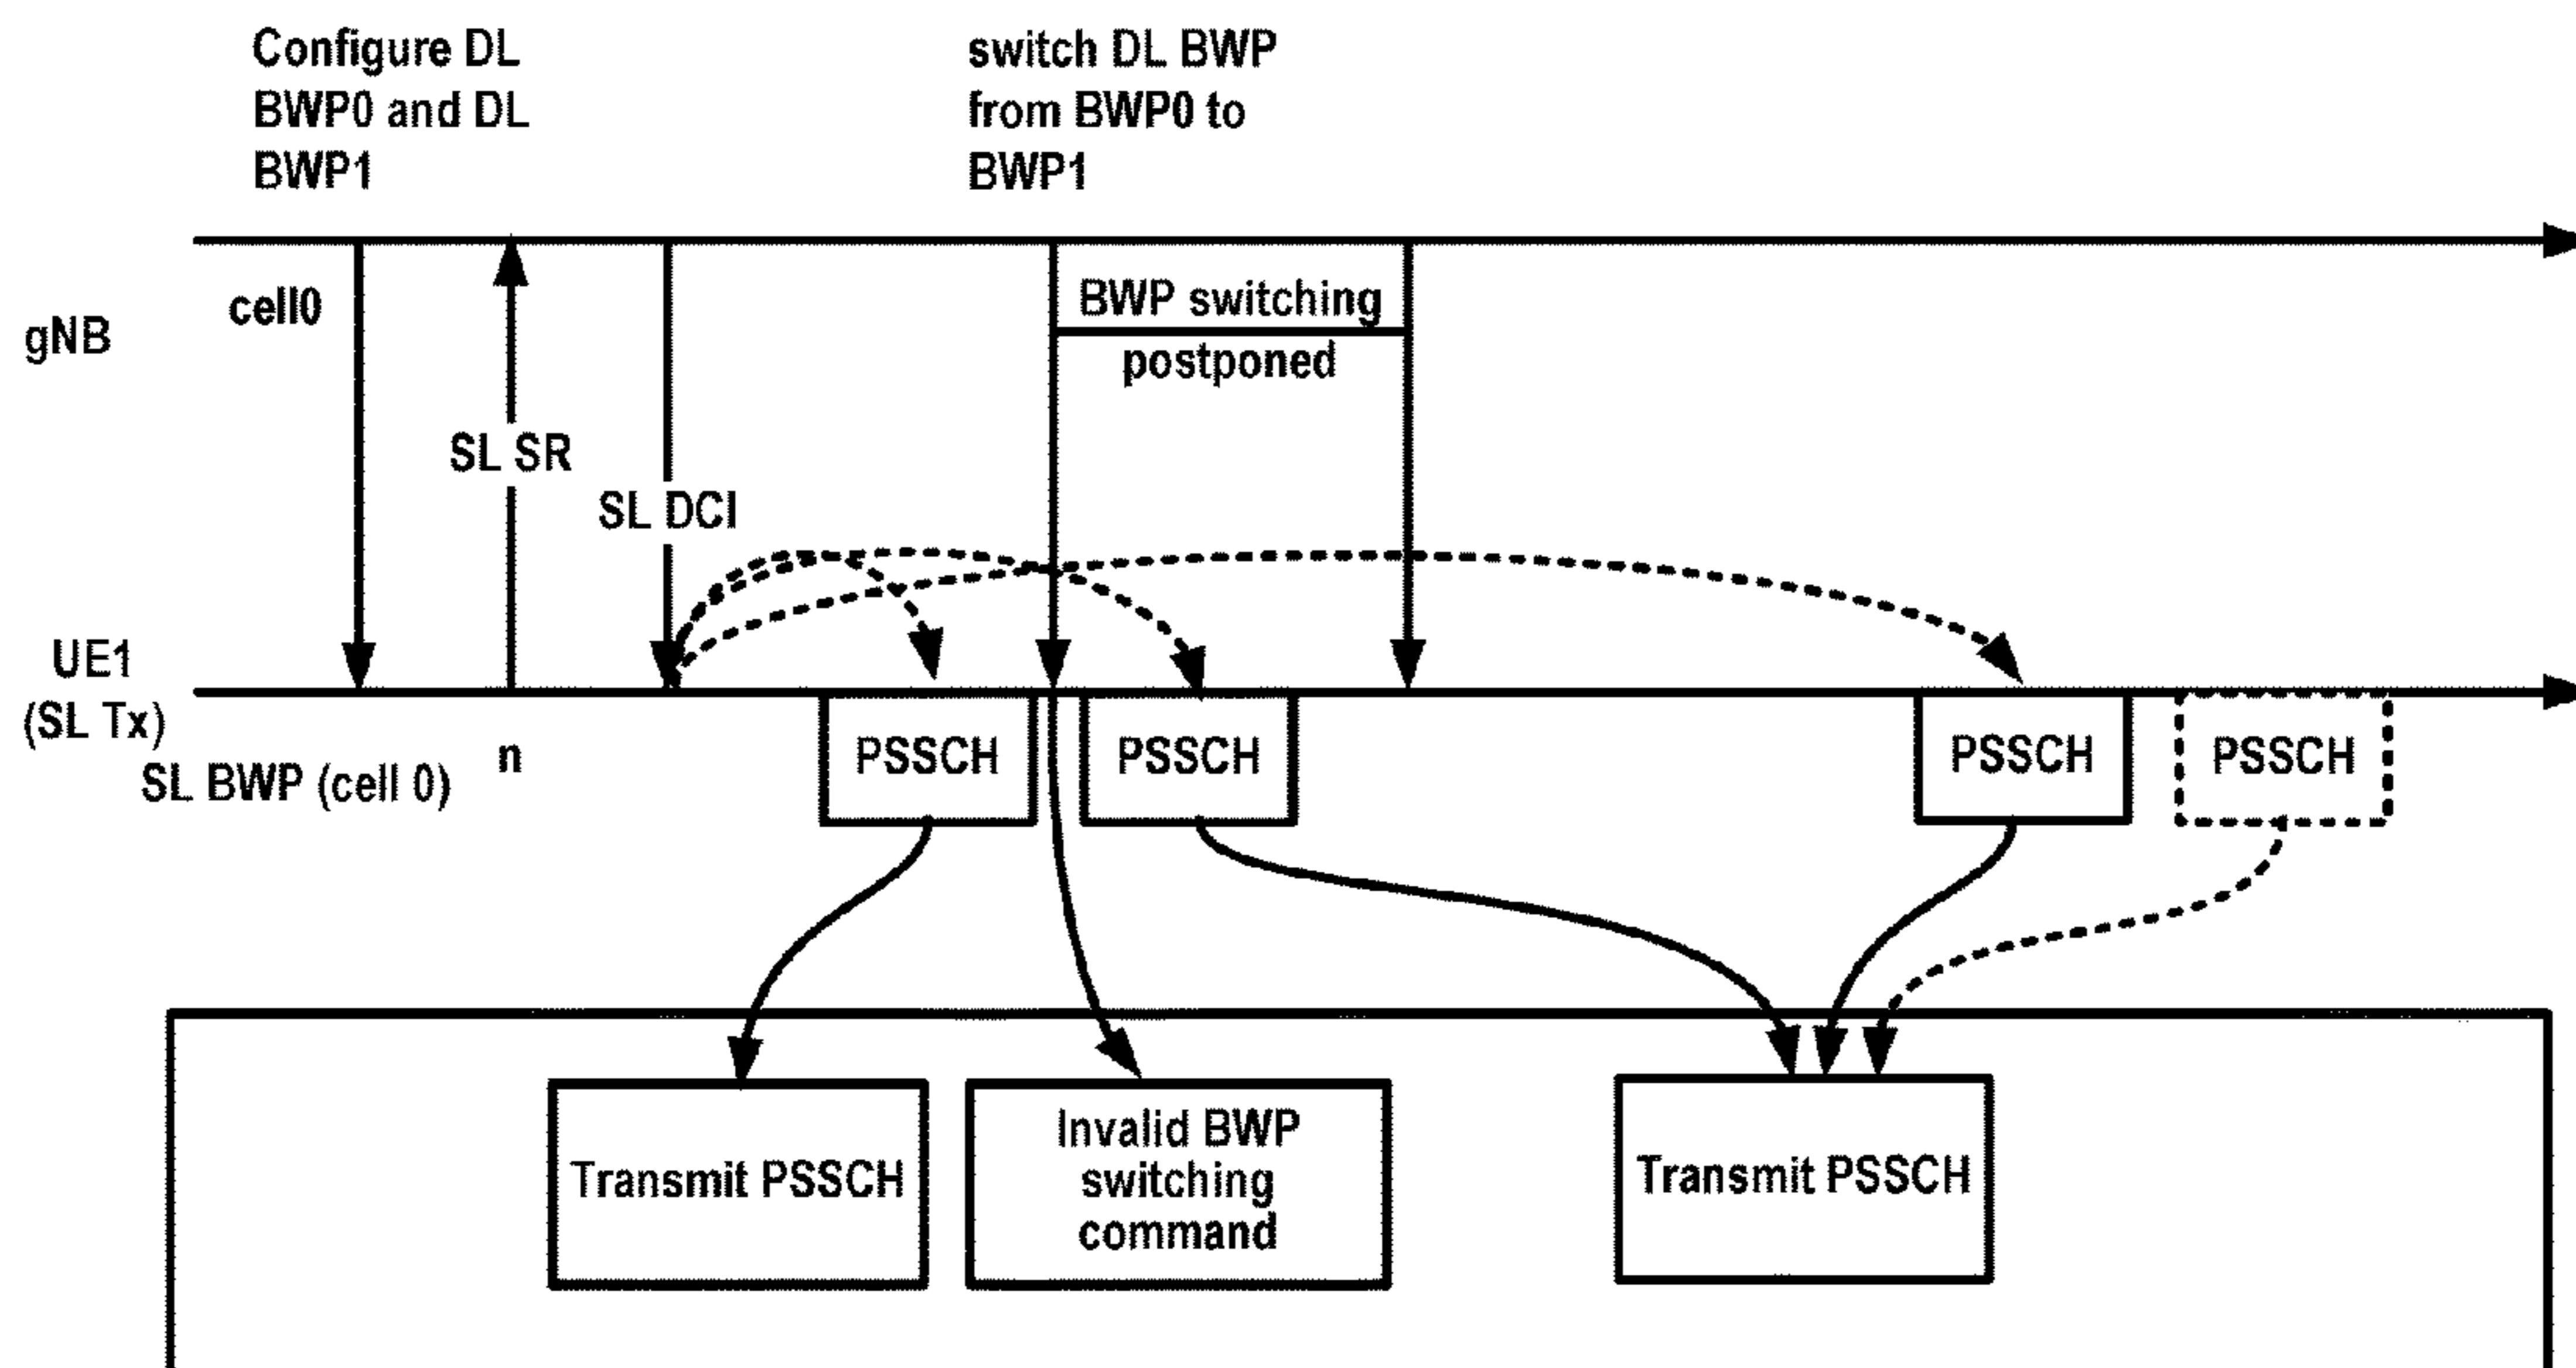 Configure DL
BWP0 and DL
BWP1
switch DL BWP
from BWP0 to
BWP1
cell0
BWP switching
postponed
gNB
SL SR
SL DCI
UE1
(SL Tx)
SL BWP (cell 0)
n
PSSCH
PSSCH
PSSCH
PSSCH
Transmit PSSCH
Invalid BWP
switching
command
Transmit PSSCH